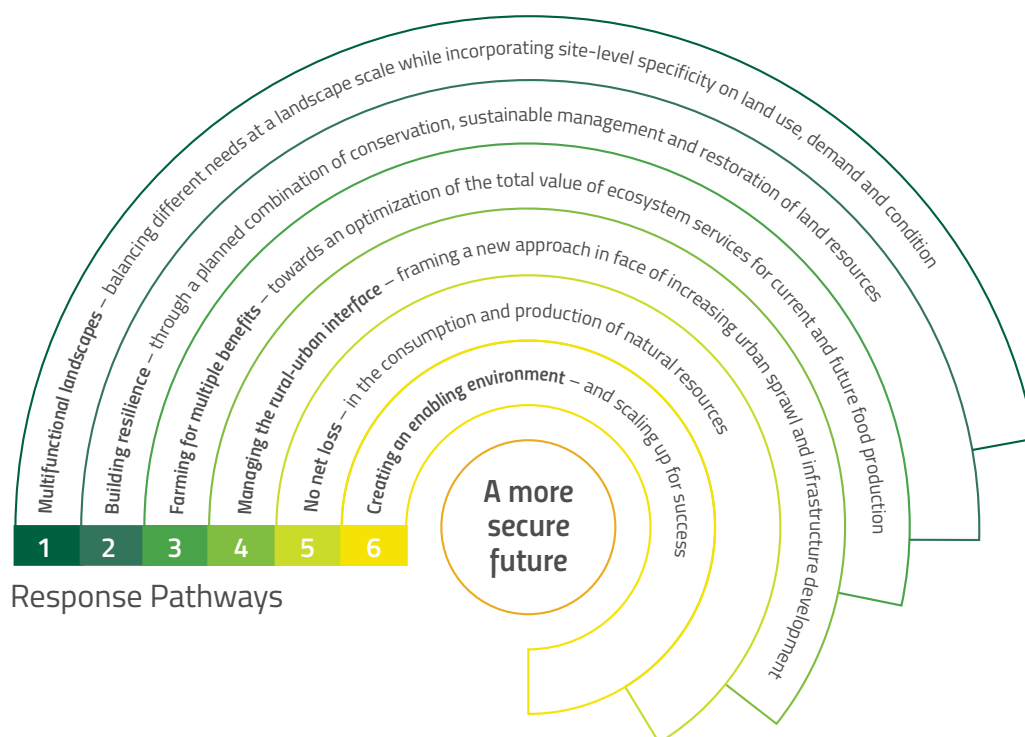 Multifunctional landscapes – balancing different needs at a landscape scale while incorporating site-level specificity on land use, demand and condition
Building resilience – through a planned combination of conservation, sustainable management and restoration of land resources
Farming for multiple benefits – towards an optimization of the total value of ecosystem services for current and future food production
Managing the rural-urban interface – framing a new approach in face of increasing urban sprawl and infrastructure development
No net loss – in the consumption and production of natural resources
Creating an enabling environment – and scaling up for success
A more
secure
future
1 2 3 4 5 6
Response Pathways